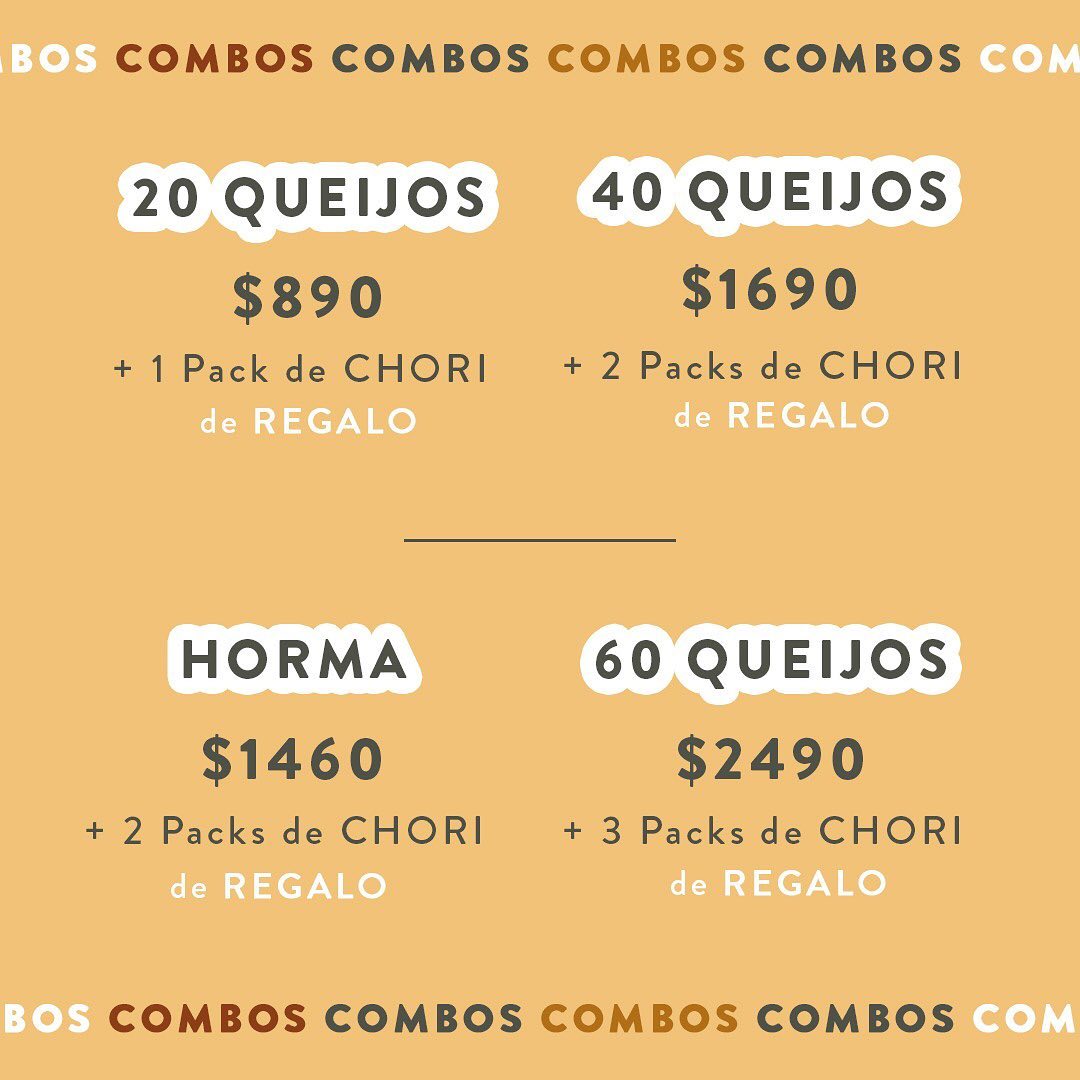 BOS COMBOS COMBOS COMBOS COMBOS COM
20 QUEIJOS
$890
+ 1 Pack de CHORI
de REGALO
40 QUEIJOS
$1690
+ 2 Packs de CHORI
de REGALO
HORMA
$1460
+ 2 Packs de CHORI
de REGALO
60 QUEIJOS
$2490
+ 3 Packs de CHORI
de REGALO
BOS COMBOS COMBOS COMBOS COMBOS COM